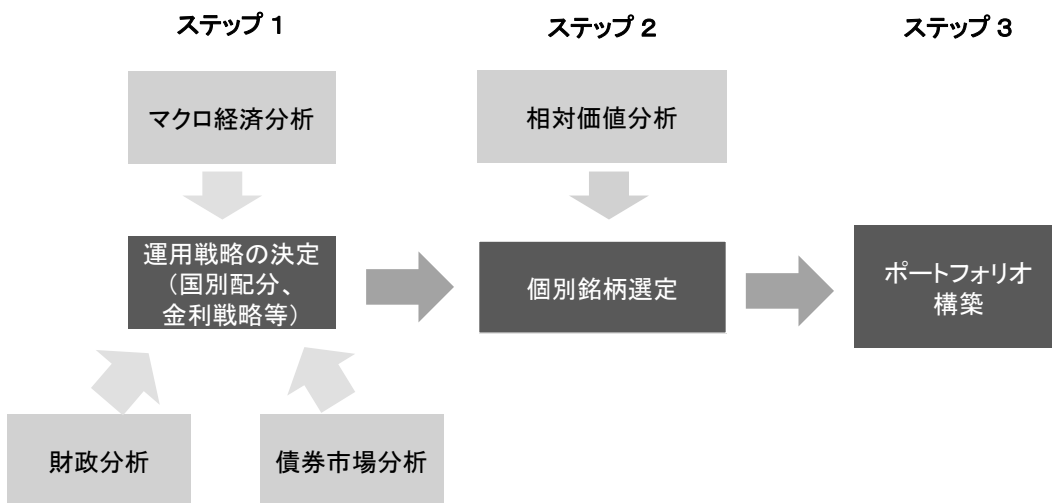 ステップ 1
ステップ 2
ステップ 3
マクロ経済分析
相対価値分析
運用戦略の決定
（国別配分、
金利戦略等）
個別銘柄選定
ポートフォリオ
構築
財政分析
債券市場分析